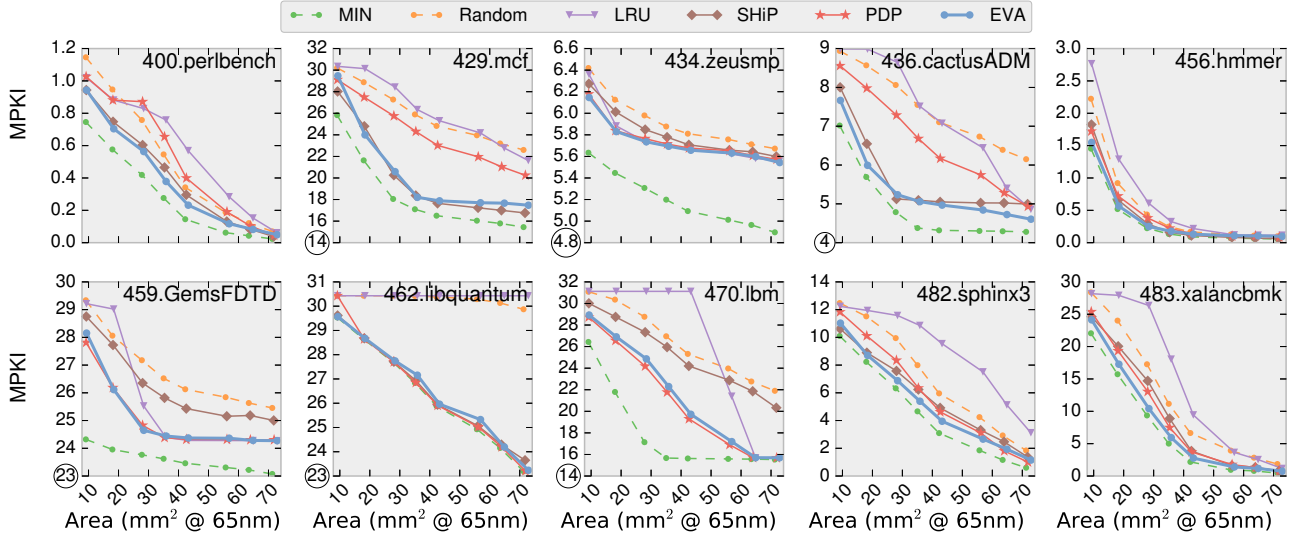 MIN Random LRU SHiP PDP EVA
400.perlbench 429.mcf 434.zeusmp 436.cactusADM 456.hmmer
MPKI
1.2 1.0 0.8 0.6 0.4 0.2 0.0
32 30 28 26 24 22 20 18 16 14
6.6 6.4 6.2 6.0 5.8 5.6 5.4 5.2 5.0 4.8
9 8 7 6 5 4
3.0 2.5 2.0 1.5 1.0 0.5 0.0
459.GemsFDTD 462.libquantum 470.lbm 482.sphinx3 483.xalancbmk
MPKI
30 29 28 27 26 25 24 23
31 30 29 28 27 26 25 24 23
32 30 28 26 24 22 20 18 16 14
14 12 10 8 6 4 2 0
30 25 20 15 10 5 0
10 20 30 40 50 60 70
10 20 30 40 50 60 70
10 20 30 40 50 60 70
10 20 30 40 50 60 70
10 20 30 40 50 60 70
Area (mm² @ 65nm) Area (mm² @ 65nm) Area (mm² @ 65nm) Area (mm² @ 65nm) Area (mm² @ 65nm)